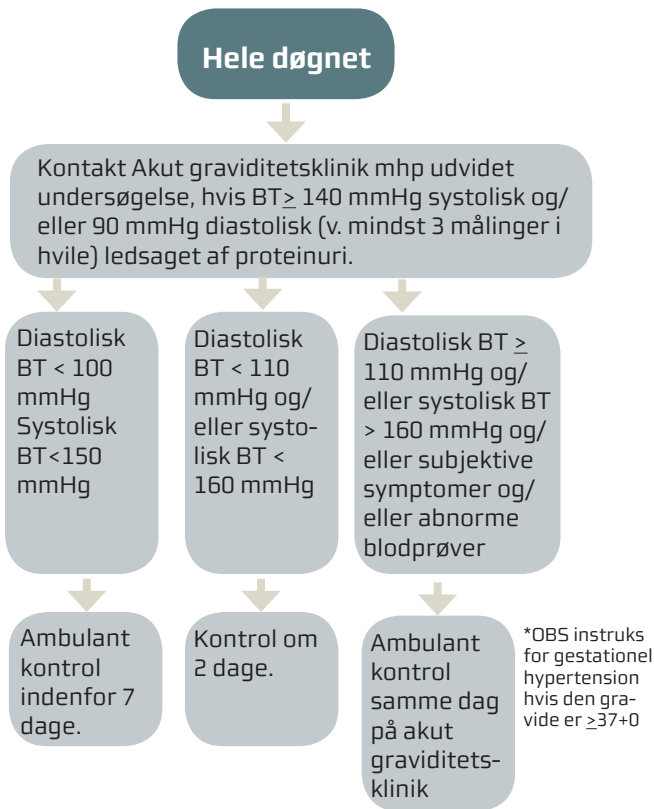 Hele døgnet
Kontakt Akut graviditetsklinik mhp udvidet
undersøgelse, hvis BT≥ 140 mmHg systolisk og/
eller 90 mmHg diastolisk (v. mindst 3 målinger i
hvile) ledsaget af proteinuri.
Diastolisk
BT < 100
mmHg
Systolisk
BT<150
mmHg
Diastolisk
BT < 110
mmHg og/
eller systo-
lisk BT <
160 mmHg
Diastolisk BT ≥
110 mmHg og/
eller systolisk BT
> 160 mmHg og/
eller subjektive
symptomer og/
eller abnorme
blodprøver
Ambulant
kontrol
indenfor 7
dage.
Kontrol om
2 dage.
Ambulant
kontrol
samme dag
på akut
graviditets-
klinik
*OBS instruks
for gestationel
hypertension
hvis den gra-
vide er ≥37+0